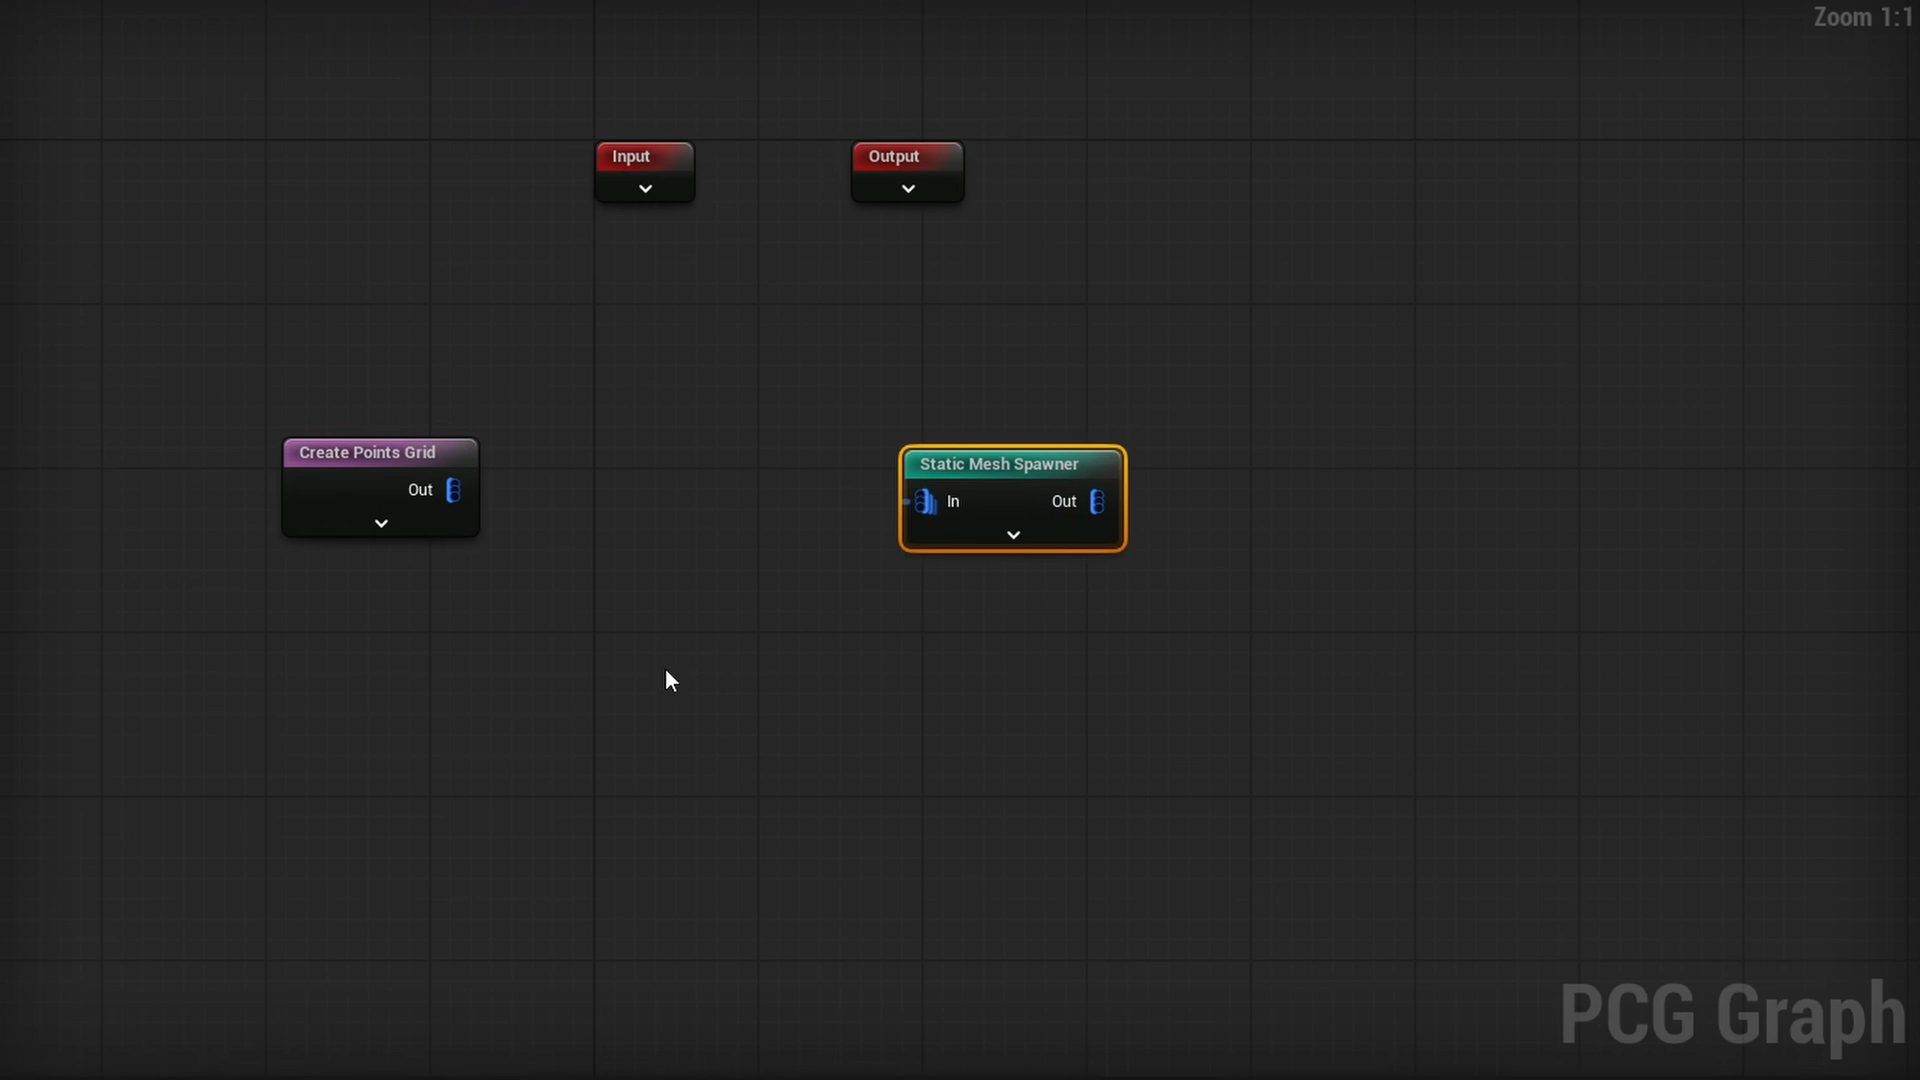 Zoom 1:1
Input
Output
Create Points Grid
Out
Static Mesh Spawner
In Out
PCG Graph